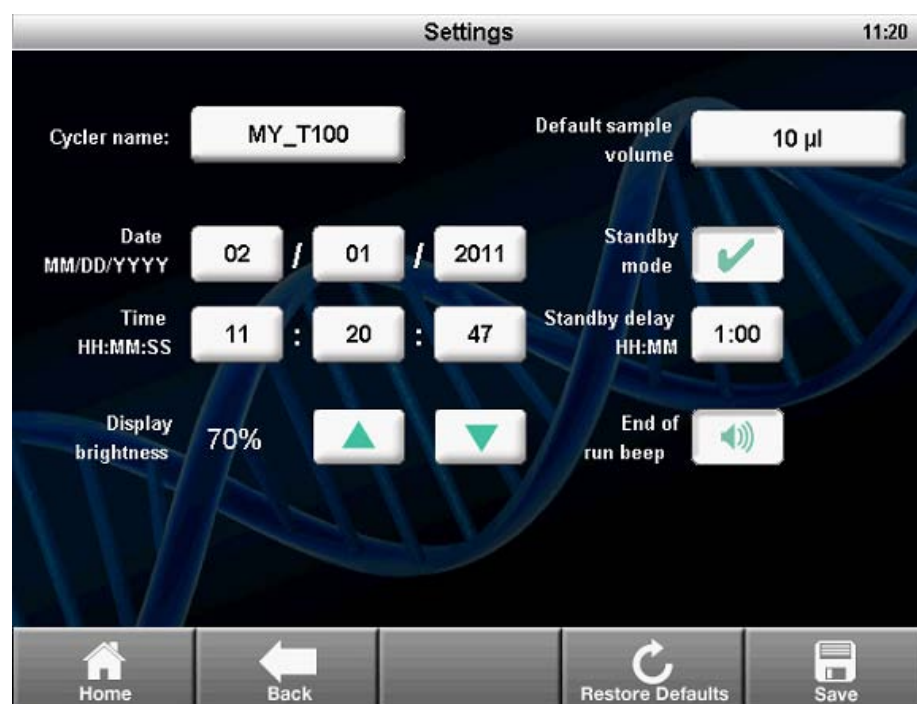 Settings
11:20
Cycler name:
MY_T100
Default sample
volume
10 µl
Date
MM/DD/YYYY
02 / 01 / 2011
Standby
mode
Time
HH:MM:SS
11 : 20 : 47
Standby delay
HH:MM
1:00
Display
brightness
70%
End of
run beep
Home
Back
Restore Defaults
Save